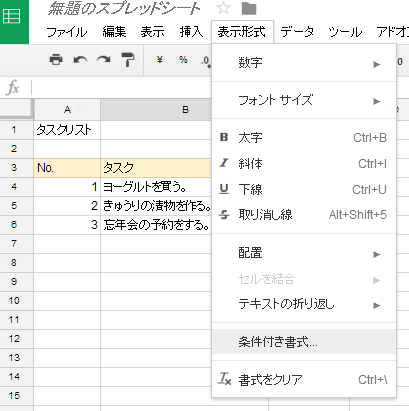 無題のスプレッドシート
ファイル 編集 表示 挿入 表示形式 データ ツール アドオ
¥ % .0
fx
数字
フォント サイズ
太字 Ctrl+B
斜体 Ctrl+I
下線 Ctrl+U
取り消し線 Alt+Shift+5
配置
セルを結合
テキストの折り返し
条件付き書式...
書式をクリア Ctrl+\
A B
1 タスクリスト
2
3 No. タスク
4 1 ヨーグルトを買う。
5 2 きゅうりの漬物を作る。
6 3 忘年会の予約をする。
7
8
9
10
11
12
13
14
15